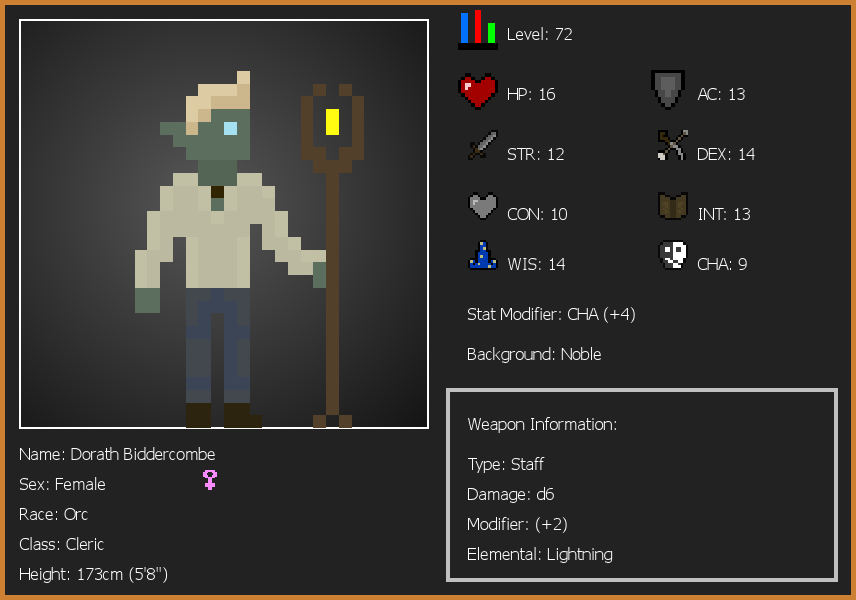 Level: 72
HP: 16
AC: 13
STR: 12
DEX: 14
CON: 10
INT: 13
WIS: 14
CHA: 9
Stat Modifier: CHA (+4)
Background: Noble
Weapon Information:
Type: Staff
Damage: d6
Modifier: (+2)
Elemental: Lightning
Name: Dorath Biddercombe
Sex: Female
Race: Orc
Class: Cleric
Height: 173cm (5'8")